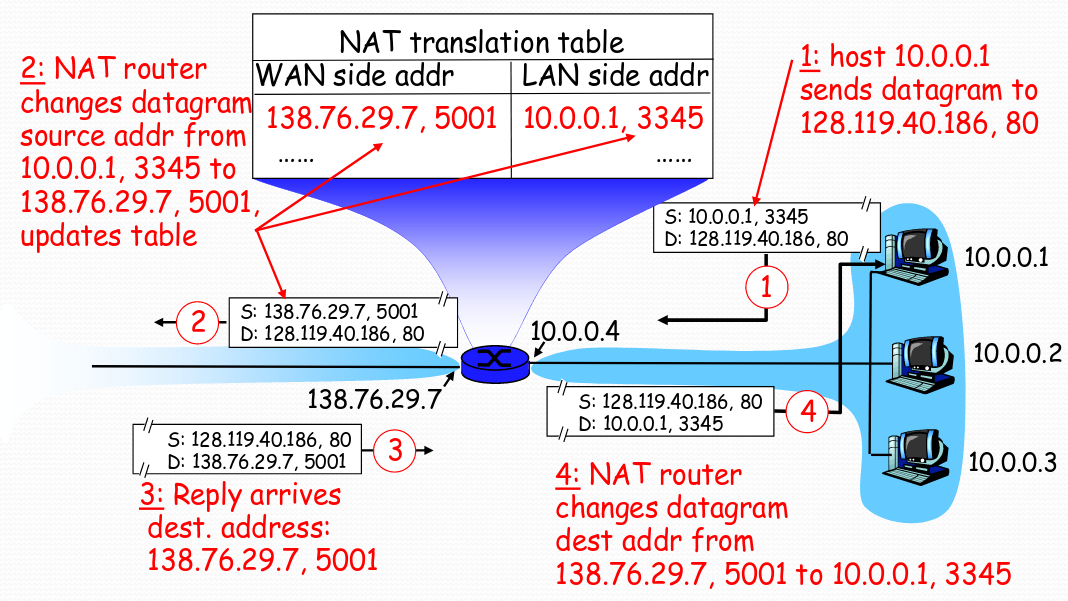 NAT translation table
WAN side addr LAN side addr
138.76.29.7, 5001 10.0.0.1, 3345
...... ......
2: NAT router
changes datagram
source addr from
10.0.0.1, 3345 to
138.76.29.7, 5001,
updates table
1: host 10.0.0.1
sends datagram to
128.119.40.186, 80
S: 10.0.0.1, 3345
D: 128.119.40.186, 80
1
10.0.0.1
S: 138.76.29.7, 5001
D: 128.119.40.186, 80
2
10.0.0.4
10.0.0.2
138.76.29.7
S: 128.119.40.186, 80
D: 10.0.0.1, 3345
4
S: 128.119.40.186, 80
D: 138.76.29.7, 5001
3
10.0.0.3
3: Reply arrives
dest. address:
138.76.29.7, 5001
4: NAT router
changes datagram
dest addr from
138.76.29.7, 5001 to 10.0.0.1, 3345